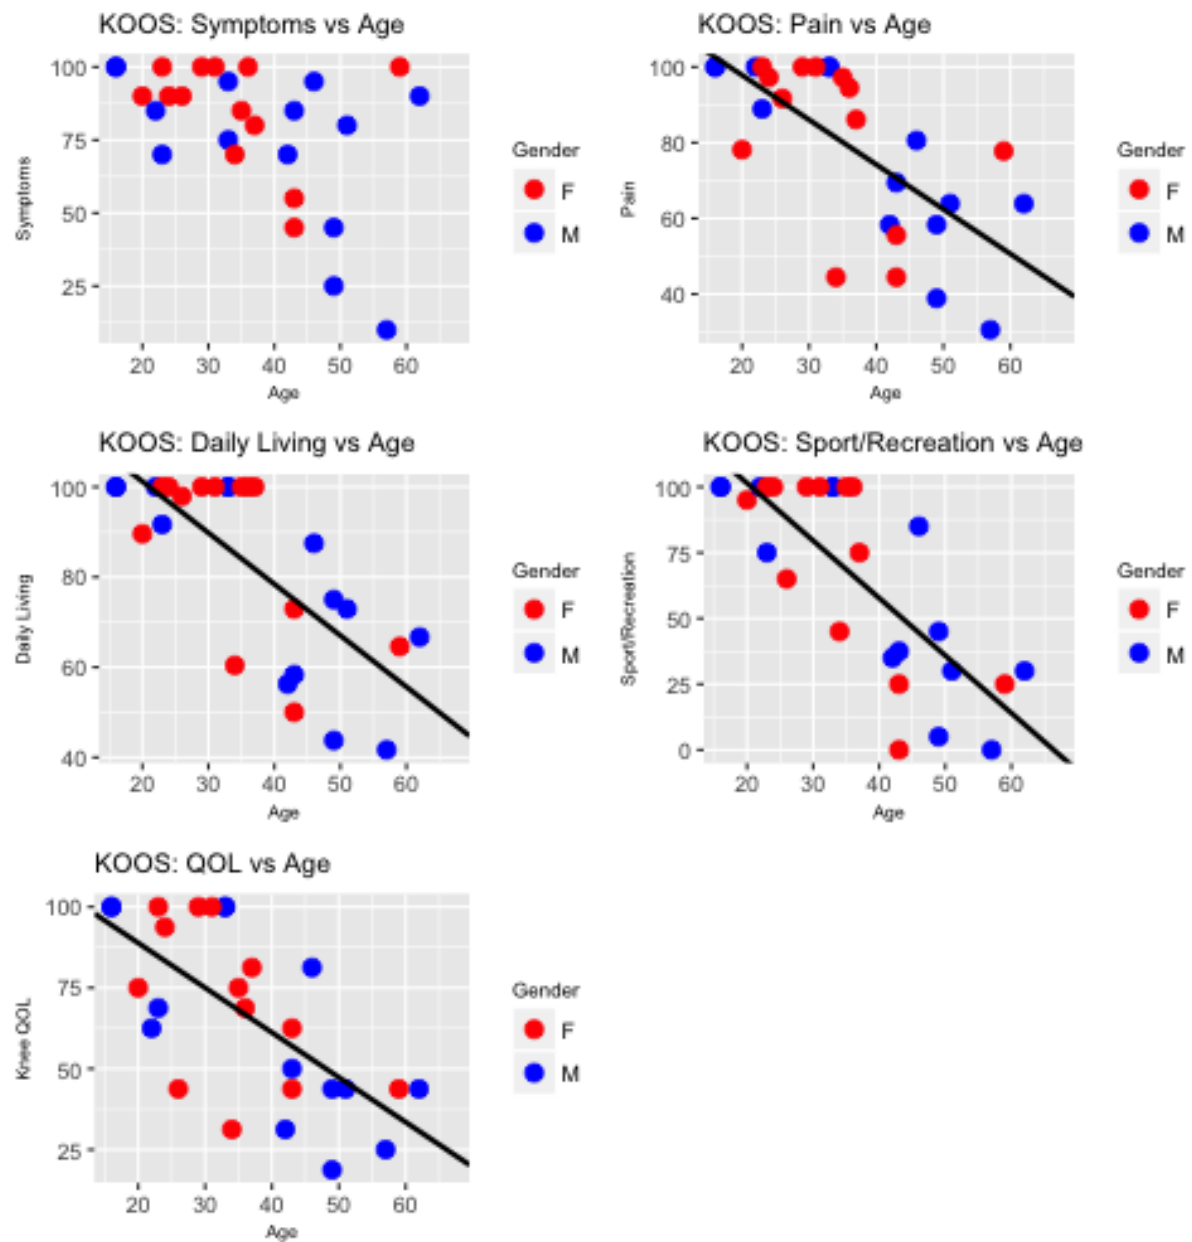 KOOS: Symptoms vs Age
100
75
50
25
Symptoms
20 30 40 50 60
Age
Gender
F
M
KOOS: Pain vs Age
100
80
60
40
Pain
20 30 40 50 60
Age
Gender
F
M
KOOS: Daily Living vs Age
100
80
60
40
Daily Living
20 30 40 50 60
Age
Gender
F
M
KOOS: Sport/Recreation vs Age
100
75
50
25
0
Sport/Recreation
20 30 40 50 60
Age
Gender
F
M
KOOS: QOL vs Age
100
75
50
25
Knee QOL
20 30 40 50 60
Age
Gender
F
M